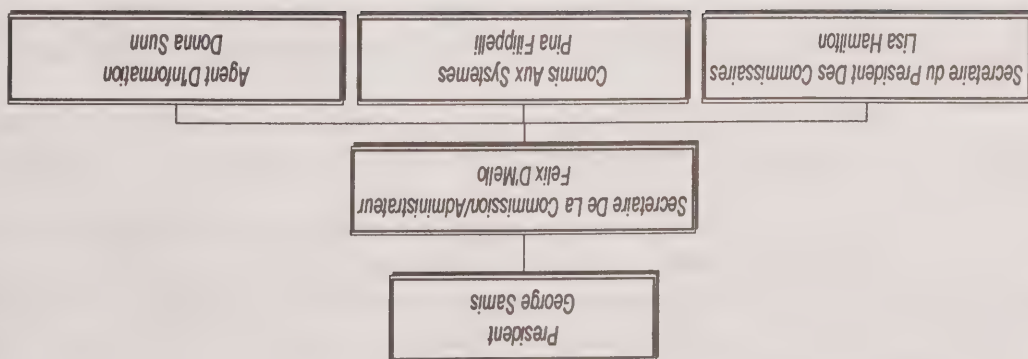 President
George Samis
Secretaire De La Commission/Administrateur
Felix D'Mello
Secretaire du President Des Commissaires
Lisa Hamilton
Commis Aux Systemes
Pina Filippelli
Agent D'Information
Donna Sunn